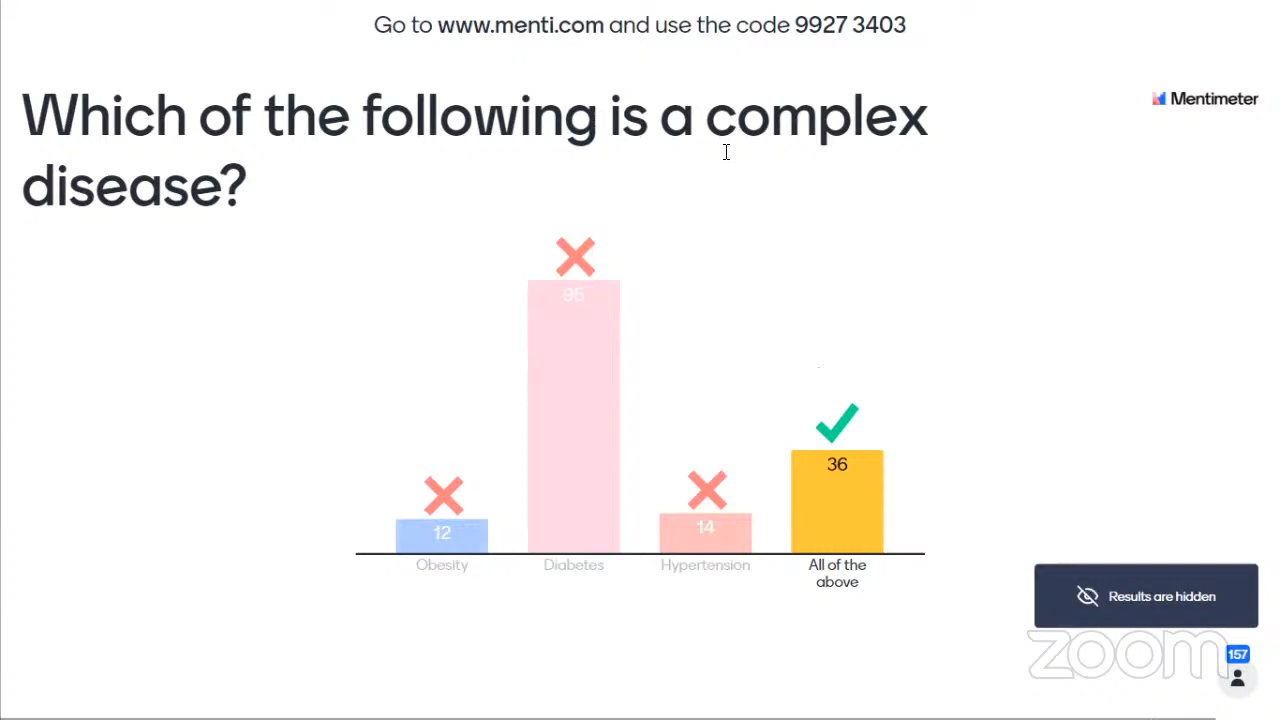 Go to www.menti.com and use the code 9927 3403
Mentimeter
Which of the following is a complex
disease?
95
36
12
14
Obesity
Diabetes
Hypertension
All of the
above
Results are hidden
zoom
157